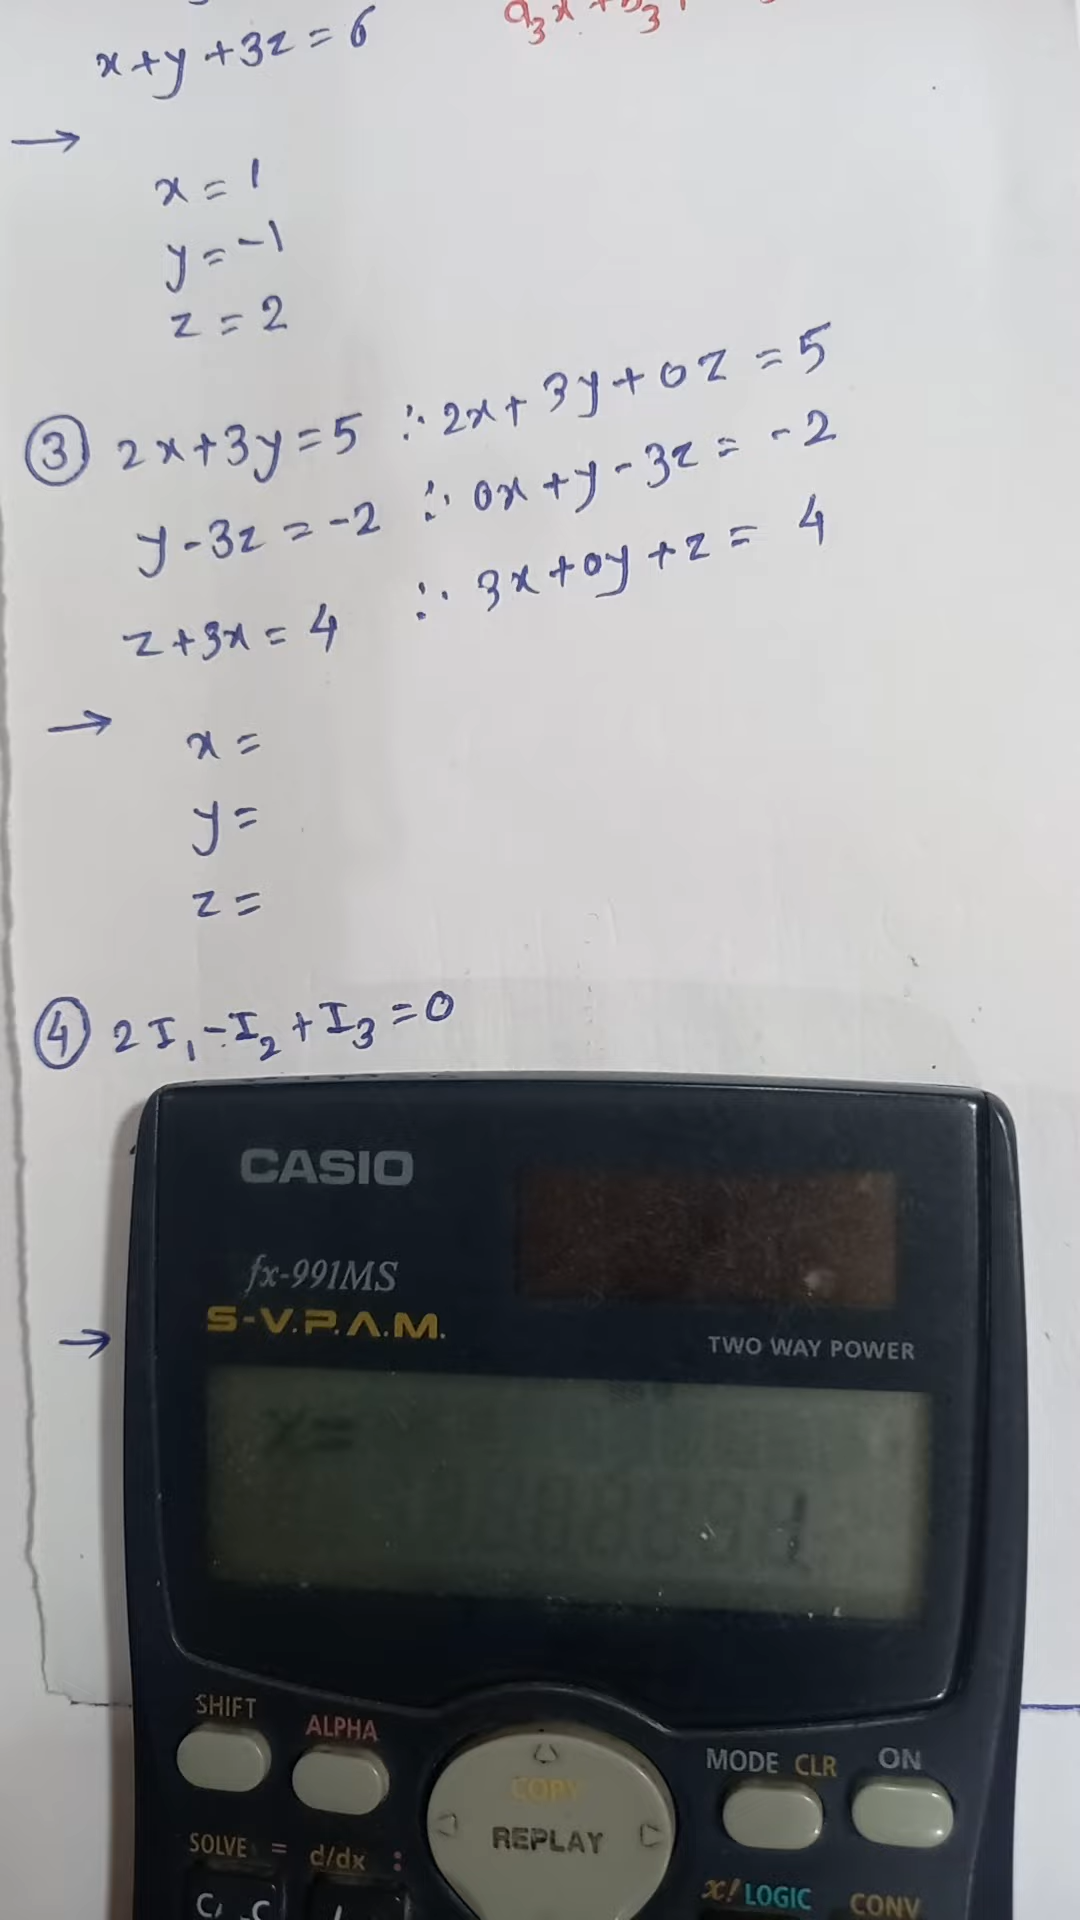 x+y+3z=6
→
x=1
y=-1
z=2
③ 2x+3y=5 ∴ 2x+3y+0z=5
y-3z=-2 ∴ 0x+y-3z=-2
z+3x=4 ∴ 3x+0y+z=4
→
x=
y=
z=
④ 2I₁-I₂+I₃=0
→
CASIO
fx-991MS
S-V.P.A.M.
TWO WAY POWER
x=
SHIFT
ALPHA
MODE CLR
ON
COPY
REPLAY
SOLVE = d/dx :
x! LOGIC
CONV